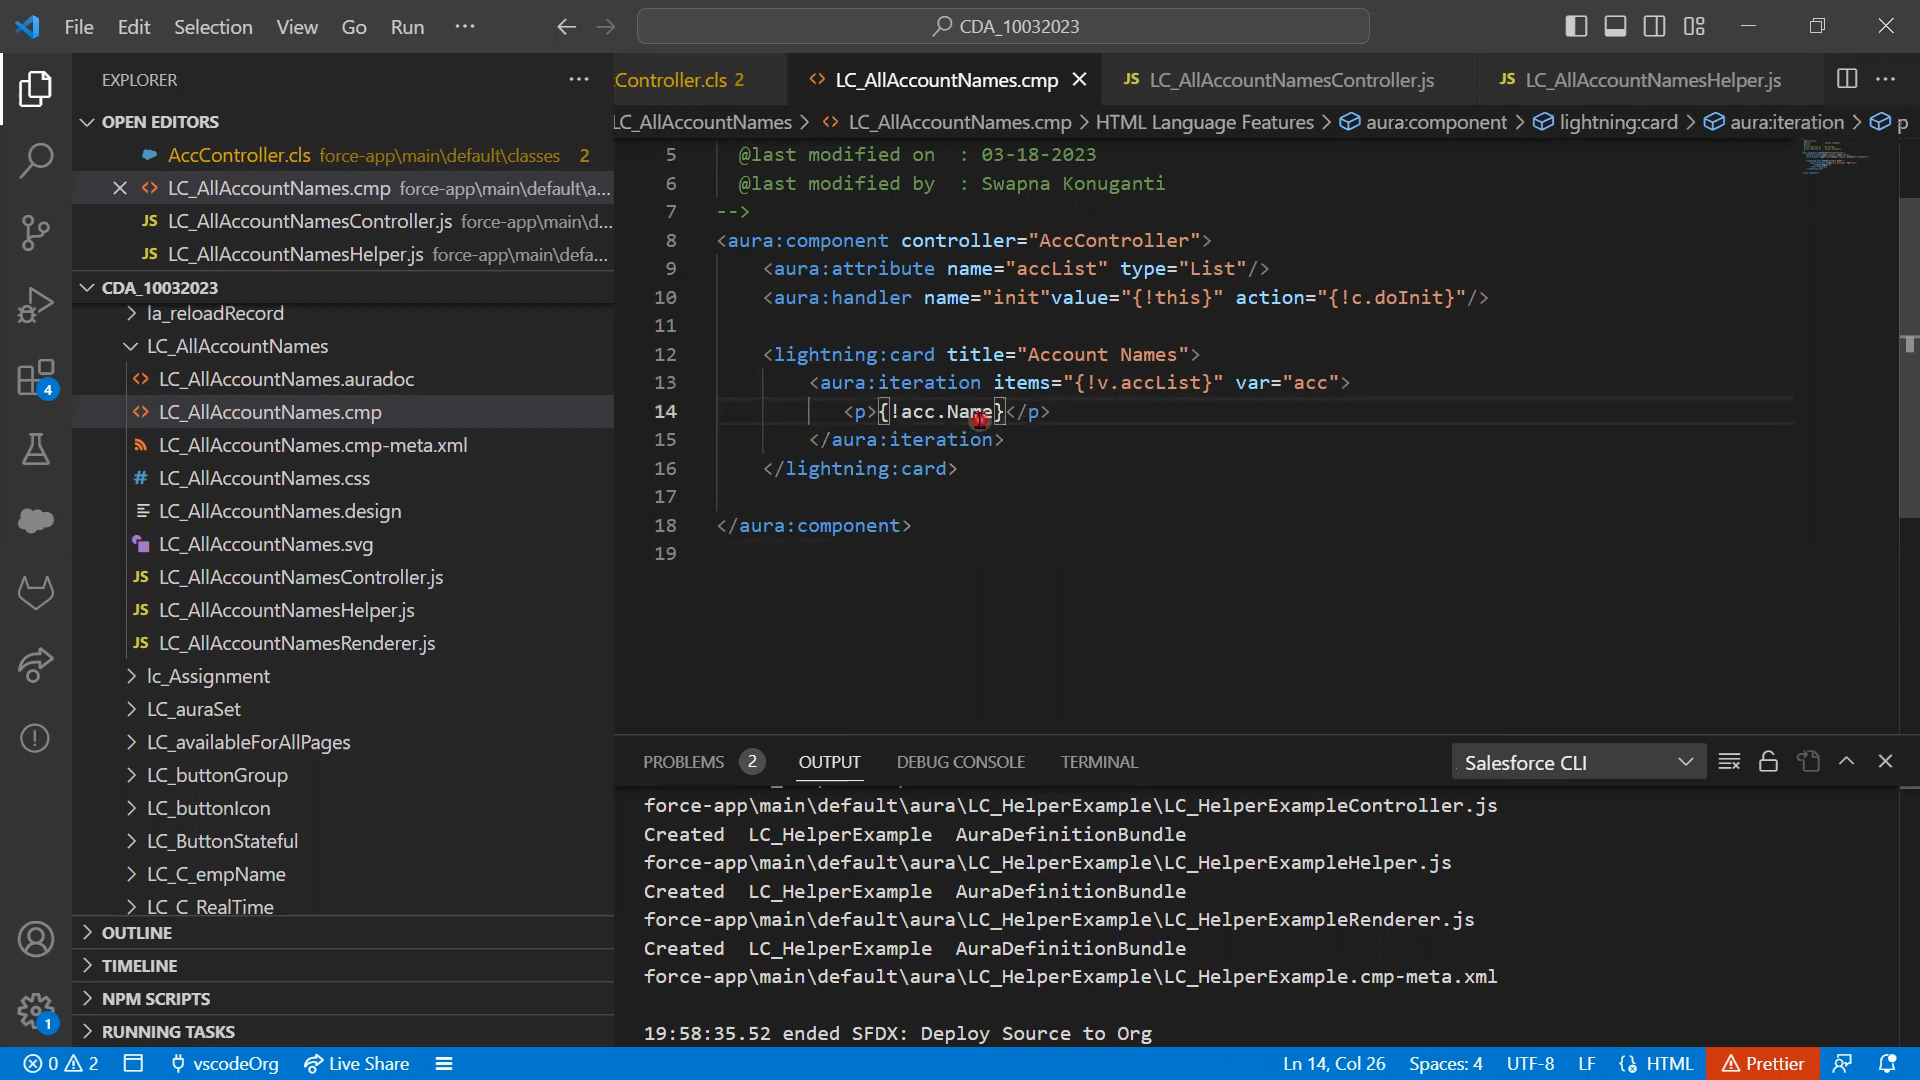 File Edit Selection View Go Run ··· CDA_10032023
EXPLORER ···
OPEN EDITORS
AccController.cls force-app\main\default\classes 2
LC_AllAccountNames.cmp force-app\main\default\a...
LC_AllAccountNamesController.js force-app\main\d...
LC_AllAccountNamesHelper.js force-app\main\defa...
CDA_10032023
la_reloadRecord
LC_AllAccountNames
LC_AllAccountNames.auradoc
LC_AllAccountNames.cmp
LC_AllAccountNames.cmp-meta.xml
LC_AllAccountNames.css
LC_AllAccountNames.design
LC_AllAccountNames.svg
JS LC_AllAccountNamesController.js
JS LC_AllAccountNamesHelper.js
JS LC_AllAccountNamesRenderer.js
lc_Assignment
LC_auraSet
LC_availableForAllPages
LC_buttonGroup
LC_buttonIcon
LC_ButtonStateful
LC_C_empName
LC_C_RealTime
OUTLINE
TIMELINE
NPM SCRIPTS
RUNNING TASKS
Controller.cls 2 LC_AllAccountNames.cmp JS LC_AllAccountNamesController.js JS LC_AllAccountNamesHelper.js
LC_AllAccountNames > LC_AllAccountNames.cmp > HTML Language Features > aura:component > lightning:card > aura:iteration > p
5 @last modified on : 03-18-2023
6 @last modified by : Swapna Konuganti
7 -->
8 <aura:component controller="AccController">
9 <aura:attribute name="accList" type="List"/>
10 <aura:handler name="init"value="{!this}" action="{!c.doInit}"/>
11
12 <lightning:card title="Account Names">
13 <aura:iteration items="{!v.accList}" var="acc">
14 <p>{!acc.Name}</p>
15 </aura:iteration>
16 </lightning:card>
17
18 </aura:component>
19
PROBLEMS 2 OUTPUT DEBUG CONSOLE TERMINAL Salesforce CLI
force-app\main\default\aura\LC_HelperExample\LC_HelperExampleController.js
Created LC_HelperExample AuraDefinitionBundle
force-app\main\default\aura\LC_HelperExample\LC_HelperExampleHelper.js
Created LC_HelperExample AuraDefinitionBundle
force-app\main\default\aura\LC_HelperExample\LC_HelperExampleRenderer.js
Created LC_HelperExample AuraDefinitionBundle
force-app\main\default\aura\LC_HelperExample\LC_HelperExample.cmp-meta.xml
19:58:35.52 ended SFDX: Deploy Source to Org
4
1
0 2 vscodeOrg Live Share Ln 14, Col 26 Spaces: 4 UTF-8 LF HTML Prettier